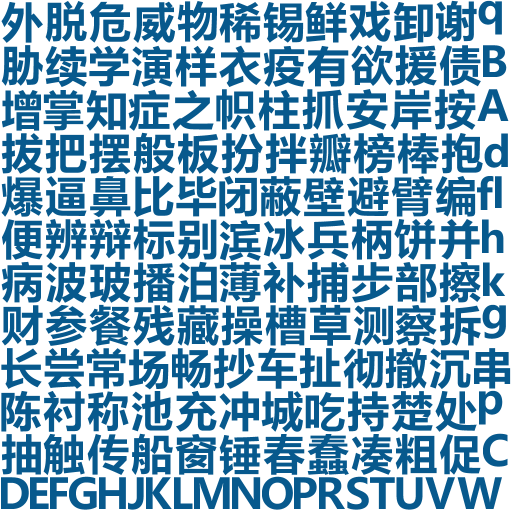 外脱危威物稀锡鲜戏卸谢q
胁续学演样衣疫有欲援债B
增掌知症之帜柱抓安岸按A
拔把摆般板扮拌瓣榜棒抱d
爆逼鼻比毕闭蔽壁避臂编fl
便辨辩标别滨冰兵柄饼并h
病波玻播泊薄补捕步部擦k
财参餐残藏操槽草测察拆g
长尝常场畅抄车扯彻撤沉串
陈衬称池充冲城吃持楚处p
抽触传船窗锤春蠢凑粗促C
DEFGHJKLMNOPRSTUVW